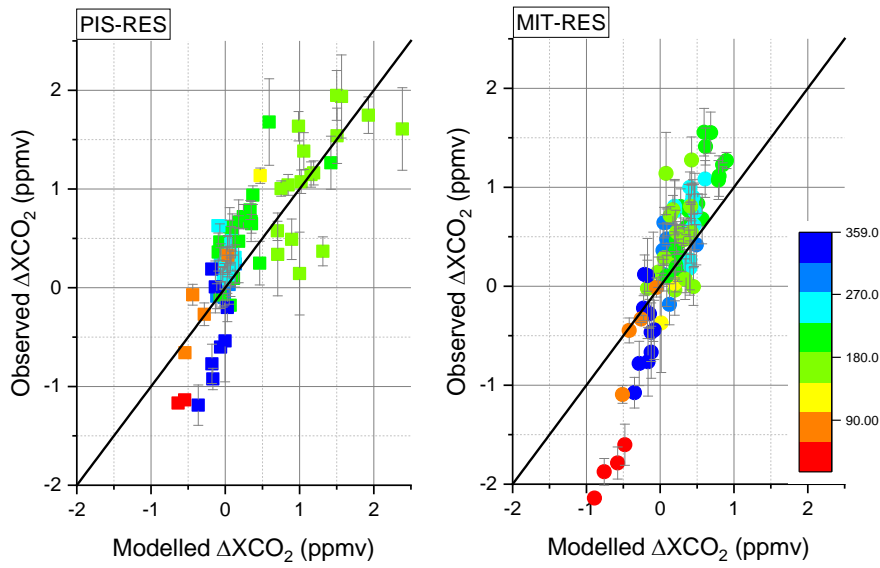 PIS-RES
MIT-RES
2
2
1
1
0
0
-1
-1
-2
-2
-2 -1 0 1 2
-2 -1 0 1 2
Observed ΔXCO₂ (ppmv)
Observed ΔXCO₂ (ppmv)
Modelled ΔXCO₂ (ppmv)
Modelled ΔXCO₂ (ppmv)
359.0
270.0
180.0
90.00